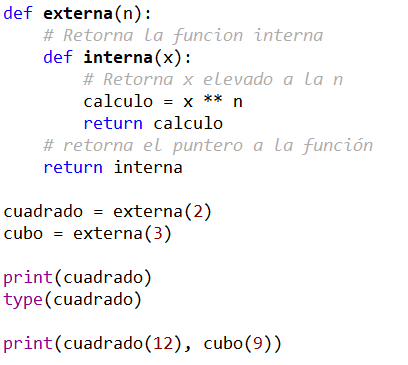 def externa(n):
    # Retorna la funcion interna
    def interna(x):
        # Retorna x elevado a la n
        calculo = x ** n
        return calculo
    # retorna el puntero a la función
    return interna

cuadrado = externa(2)
cubo = externa(3)

print(cuadrado)
type(cuadrado)

print(cuadrado(12), cubo(9))